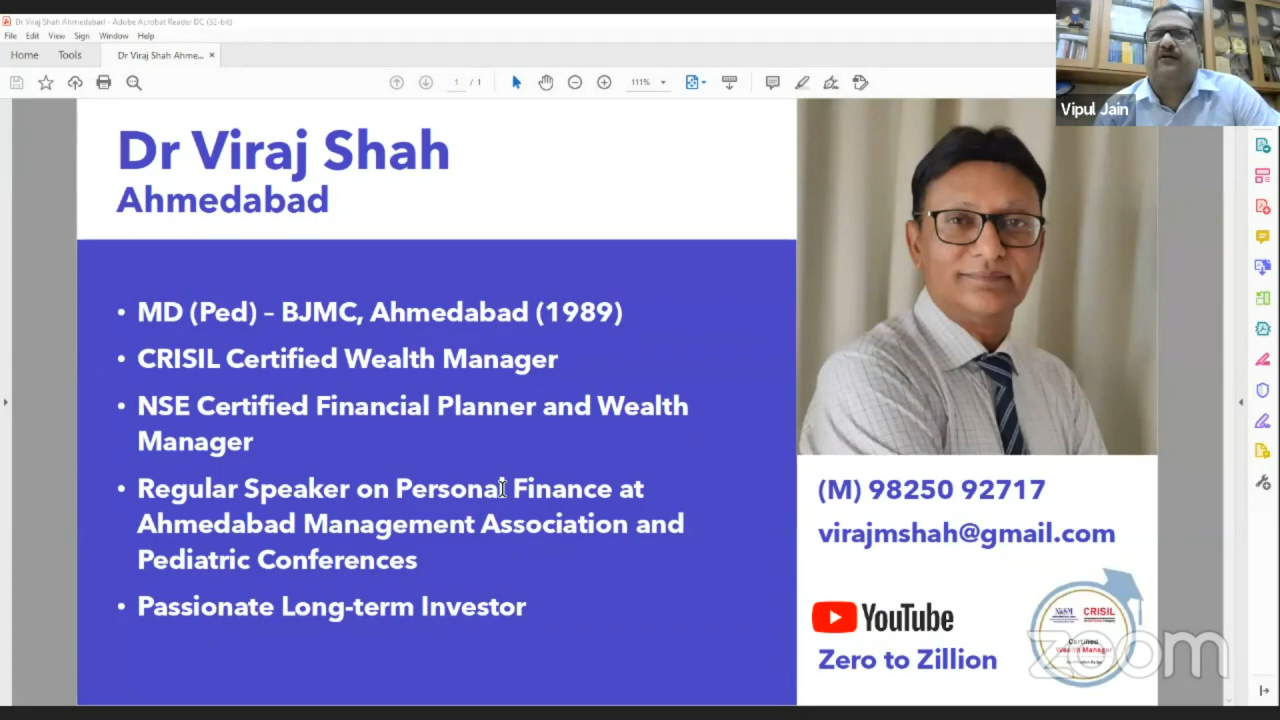 Dr Viraj Shah Ahmedabad - Adobe Acrobat Reader DC (32-bit)
File Edit View Sign Window Help
Home Tools Dr Viraj Shah Ahme... ×
1 / 1 111%
Vipul Jain
Dr Viraj Shah
Ahmedabad
• MD (Ped) – BJMC, Ahmedabad (1989)
• CRISIL Certified Wealth Manager
• NSE Certified Financial Planner and Wealth
Manager
• Regular Speaker on Personal Finance at
Ahmedabad Management Association and
Pediatric Conferences
• Passionate Long-term Investor
(M) 98250 92717
virajmshah@gmail.com
YouTube
Zero to Zillion
CRISIL
Certified
Wealth Manager
zoom